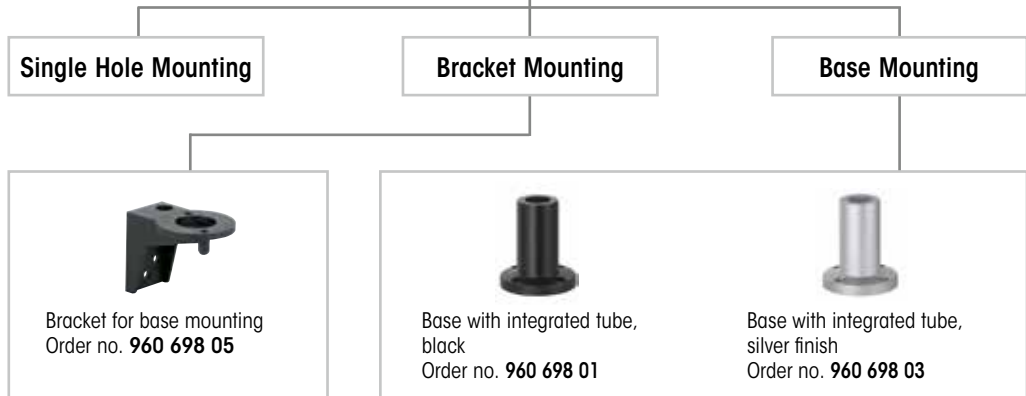 Single Hole Mounting
Bracket Mounting
Base Mounting
Bracket for base mounting
Order no. 960 698 05
Base with integrated tube,
black
Order no. 960 698 01
Base with integrated tube,
silver finish
Order no. 960 698 03